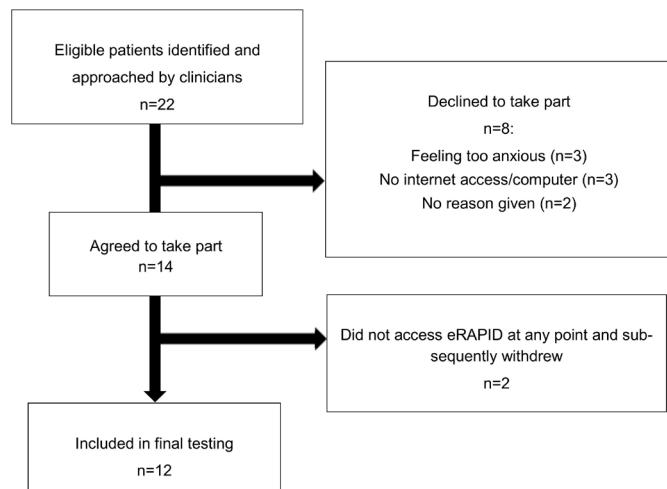 Eligible patients identified and
approached by clinicians
n=22
Declined to take part
n=8:
Feeling too anxious (n=3)
No internet access/computer (n=3)
No reason given (n=2)
Agreed to take part
n=14
Did not access eRAPID at any point and sub-
sequently withdrew
n=2
Included in final testing
n=12